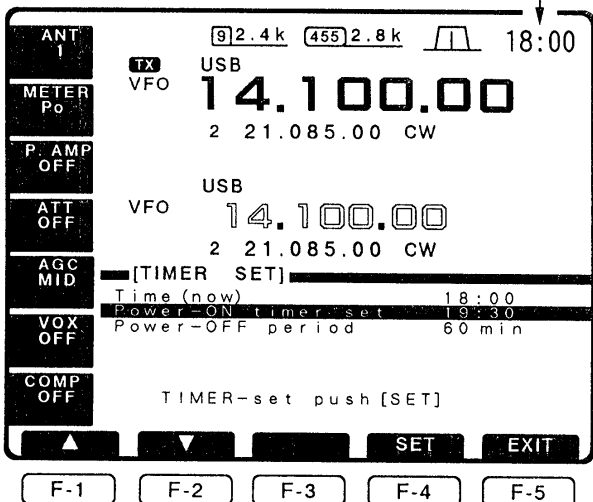 ANT
1
9 2.4k 455 2.8k 18:00
TX USB
VFO 14.100.00
2 21.085.00 CW
METER
Po
P. AMP
OFF
USB
VFO 14.100.00
2 21.085.00 CW
ATT
OFF
AGC
MID
[TIMER SET]
Time (now) 18:00
Power-ON timer set 19:30
Power-OFF period 60 min
VOX
OFF
COMP
OFF
TIMER-set push [SET]
▲ ▼ SET EXIT
F-1 F-2 F-3 F-4 F-5